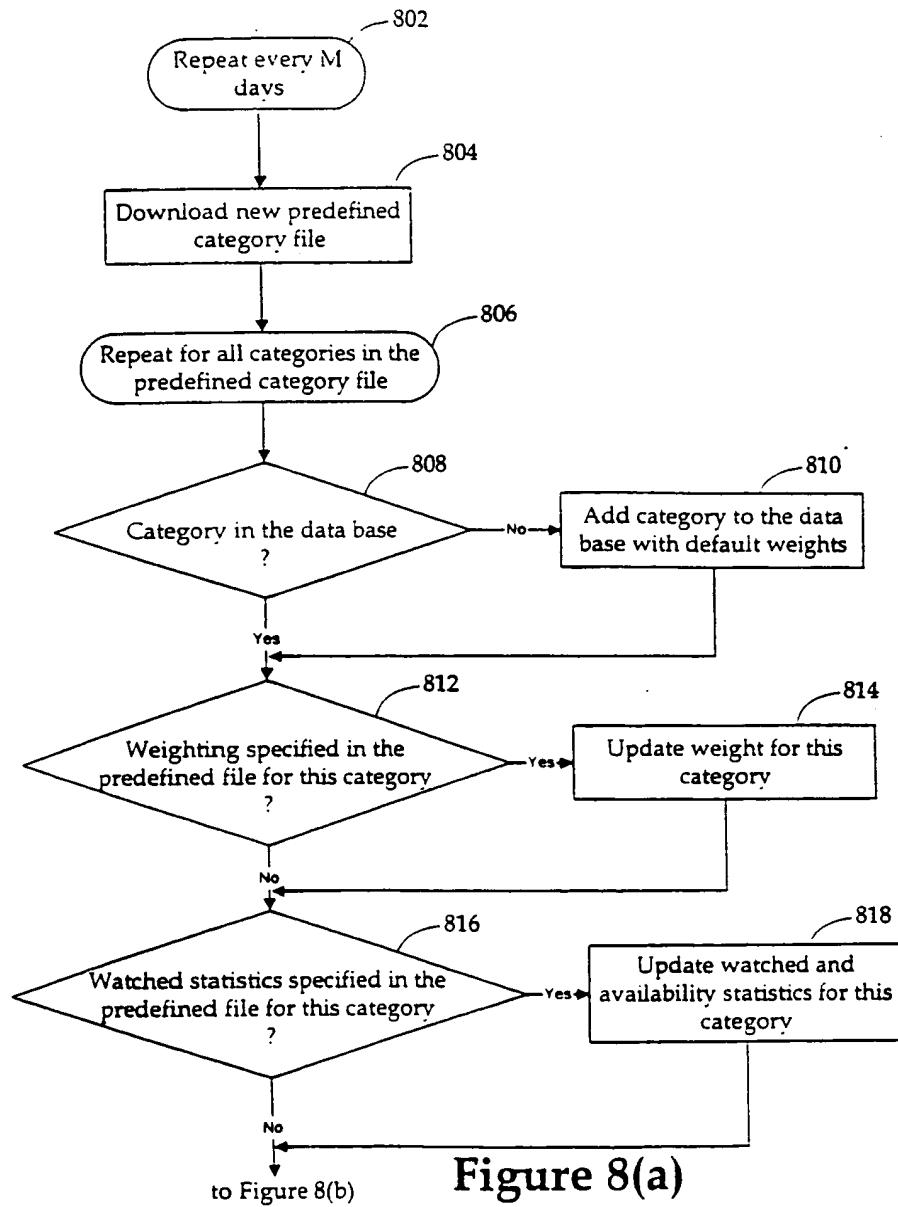 802
Repeat every M
days
804
Download new predefined
category file
806
Repeat for all categories in the
predefined category file
808
Category in the data base
?
No
810
Add category to the data
base with default weights
Yes
812
Weighting specified in the
predefined file for this category
?
Yes
814
Update weight for this
category
No
816
Watched statistics specified in the
predefined file for this category
?
Yes
818
Update watched and
availability statistics for this
category
No
to Figure 8(b)
Figure 8(a)